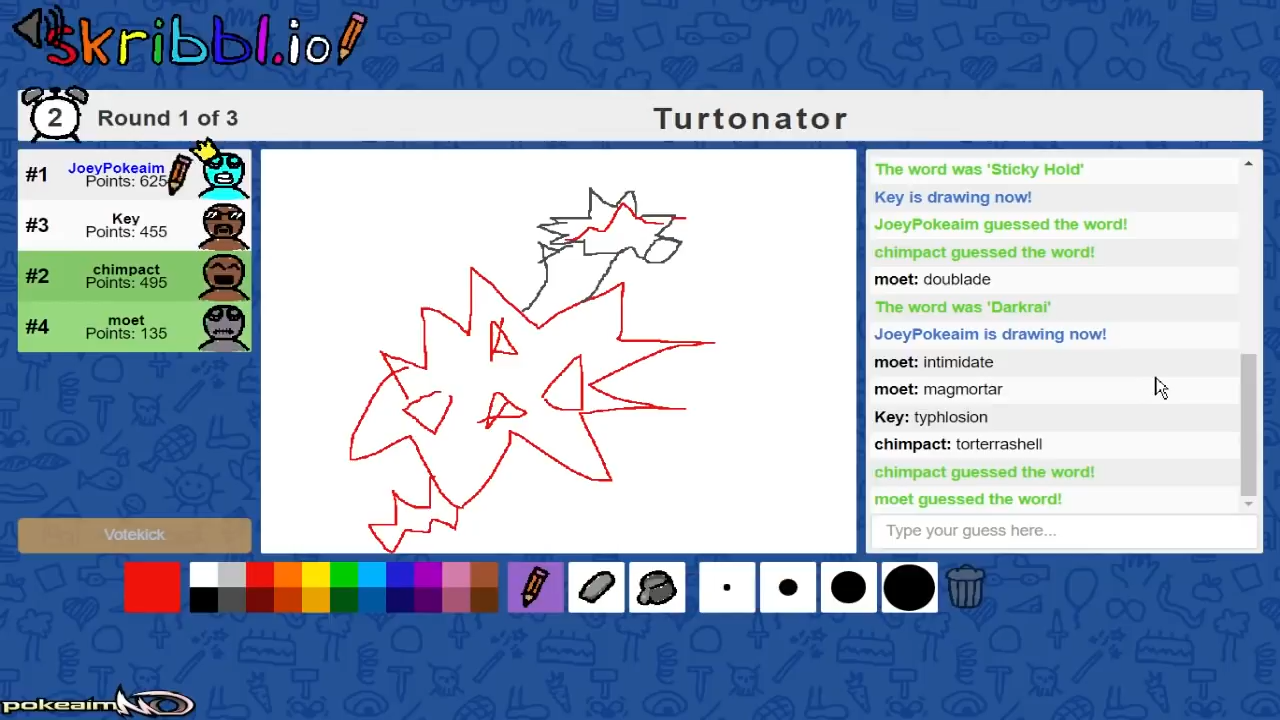 skribbl.io
2
Round 1 of 3
Turtonator
#1
JoeyPokeaim
Points: 625
#3
Key
Points: 455
#2
chimpact
Points: 495
#4
moet
Points: 135
Votekick
The word was 'Sticky Hold'
Key is drawing now!
JoeyPokeaim guessed the word!
chimpact guessed the word!
moet: doublade
The word was 'Darkrai'
JoeyPokeaim is drawing now!
moet: intimidate
moet: magmortar
Key: typhlosion
chimpact: torterrashell
chimpact guessed the word!
moet guessed the word!
Type your guess here...
pokeaim